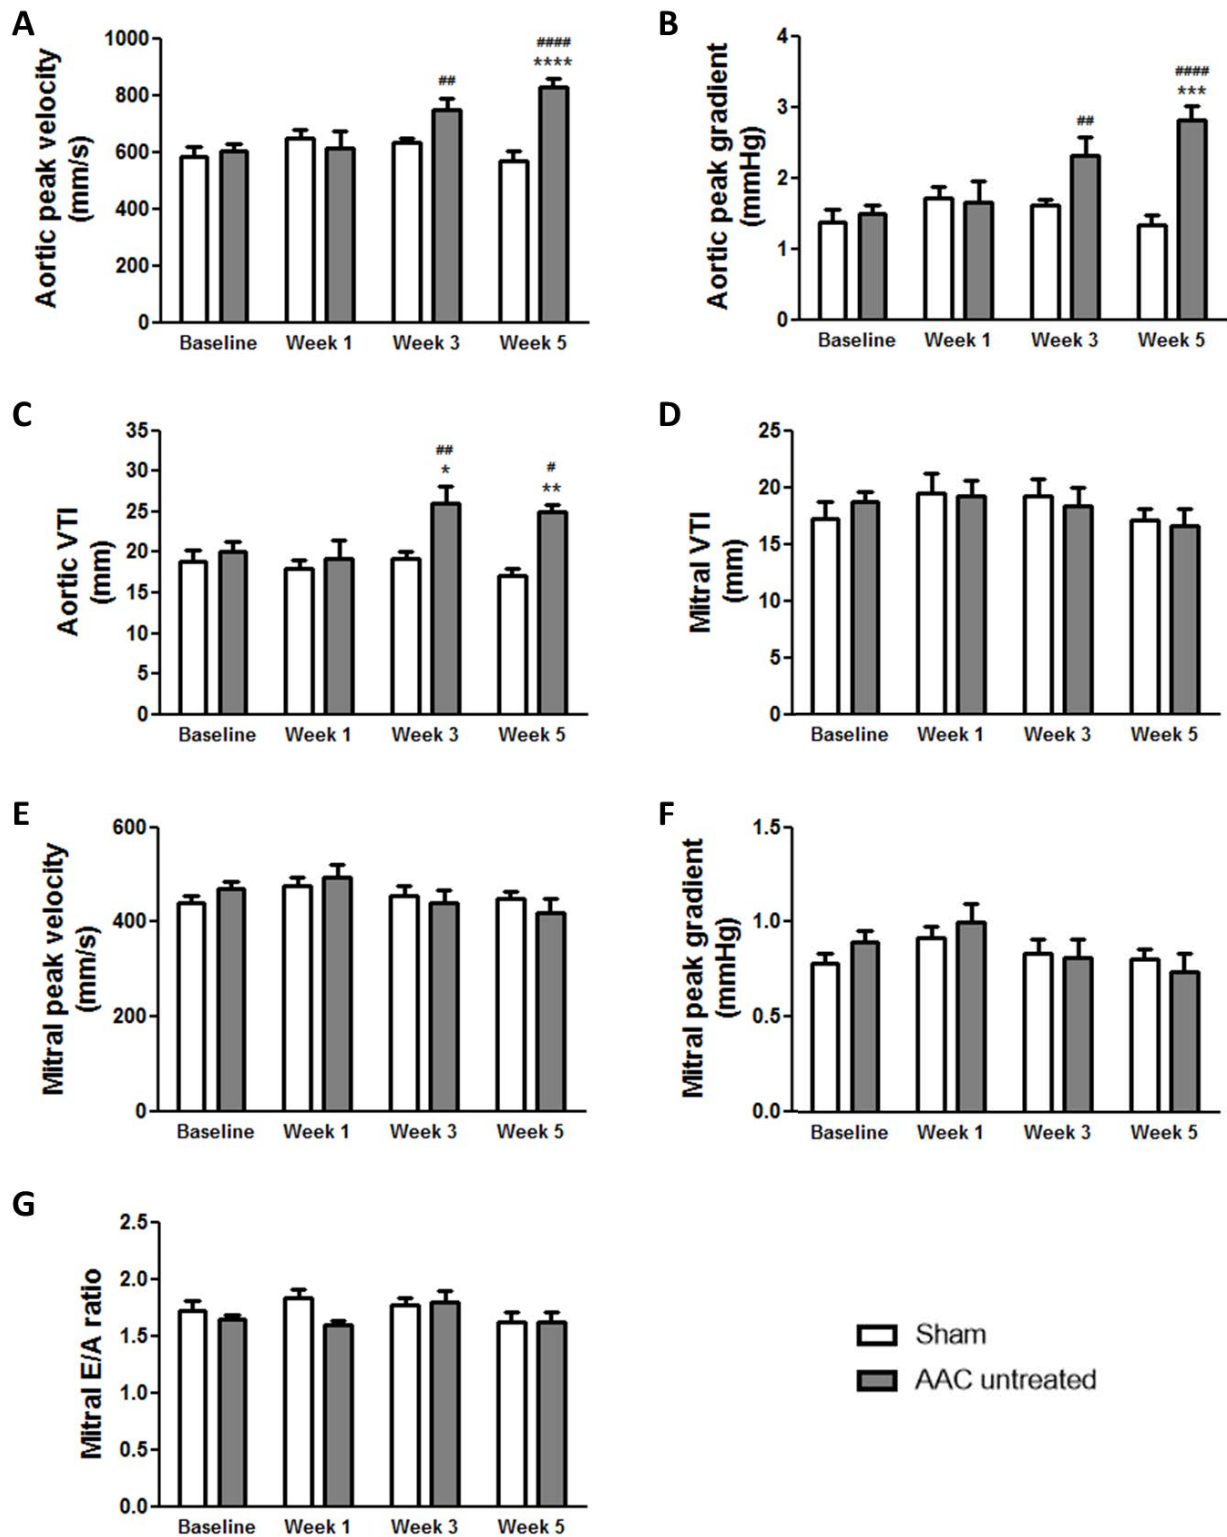 A
Aortic peak velocity
(mm/s)
1000
800
600
400
200
0
##
####
****
Baseline Week 1 Week 3 Week 5
B
Aortic peak gradient
(mmHg)
4
3
2
1
0
##
####
***
Baseline Week 1 Week 3 Week 5
C
Aortic VTI
(mm)
35
30
25
20
15
10
5
0
##
*
#
**
Baseline Week 1 Week 3 Week 5
D
Mitral VTI
(mm)
25
20
15
10
5
0
Baseline Week 1 Week 3 Week 5
E
Mitral peak velocity
(mm/s)
600
400
200
0
Baseline Week 1 Week 3 Week 5
F
Mitral peak gradient
(mmHg)
1.5
1.0
0.5
0.0
Baseline Week 1 Week 3 Week 5
G
Mitral E/A ratio
2.5
2.0
1.5
1.0
0.5
0.0
Baseline Week 1 Week 3 Week 5
Sham
AAC untreated